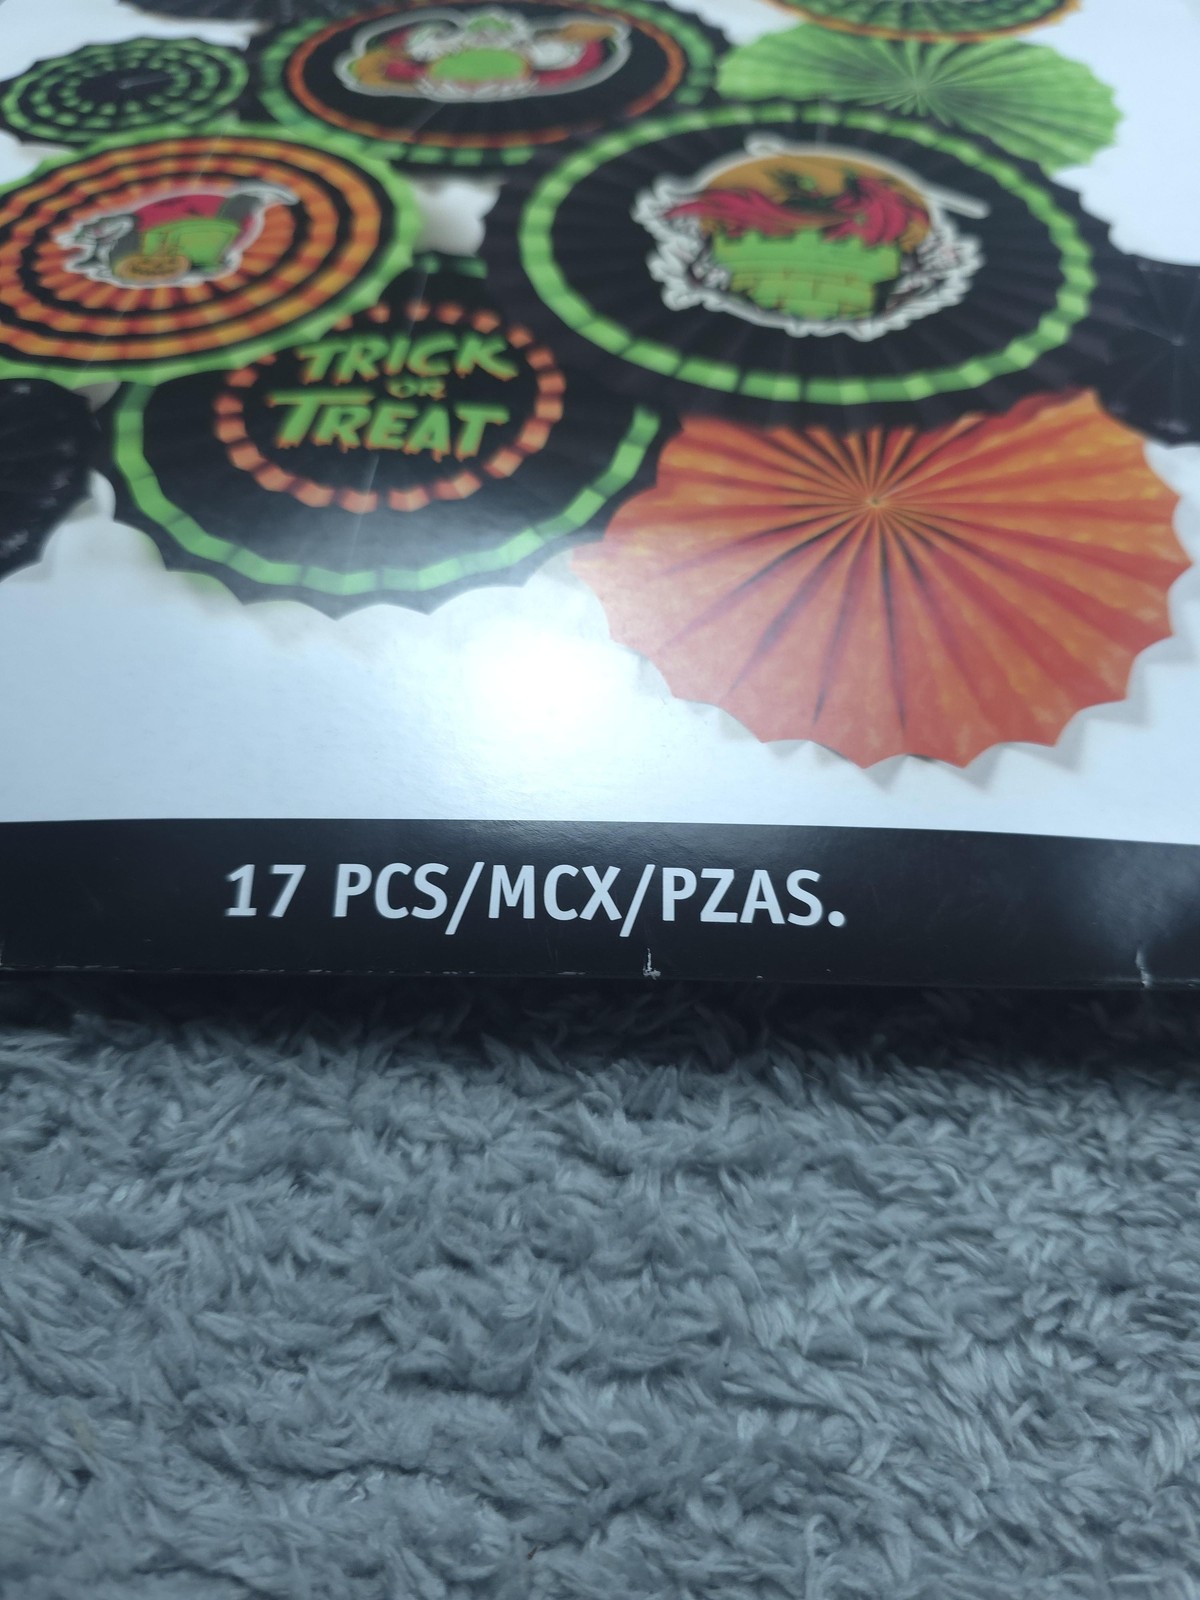 TRICK
OR
TREAT
17 PCS/MCX/PZAS.